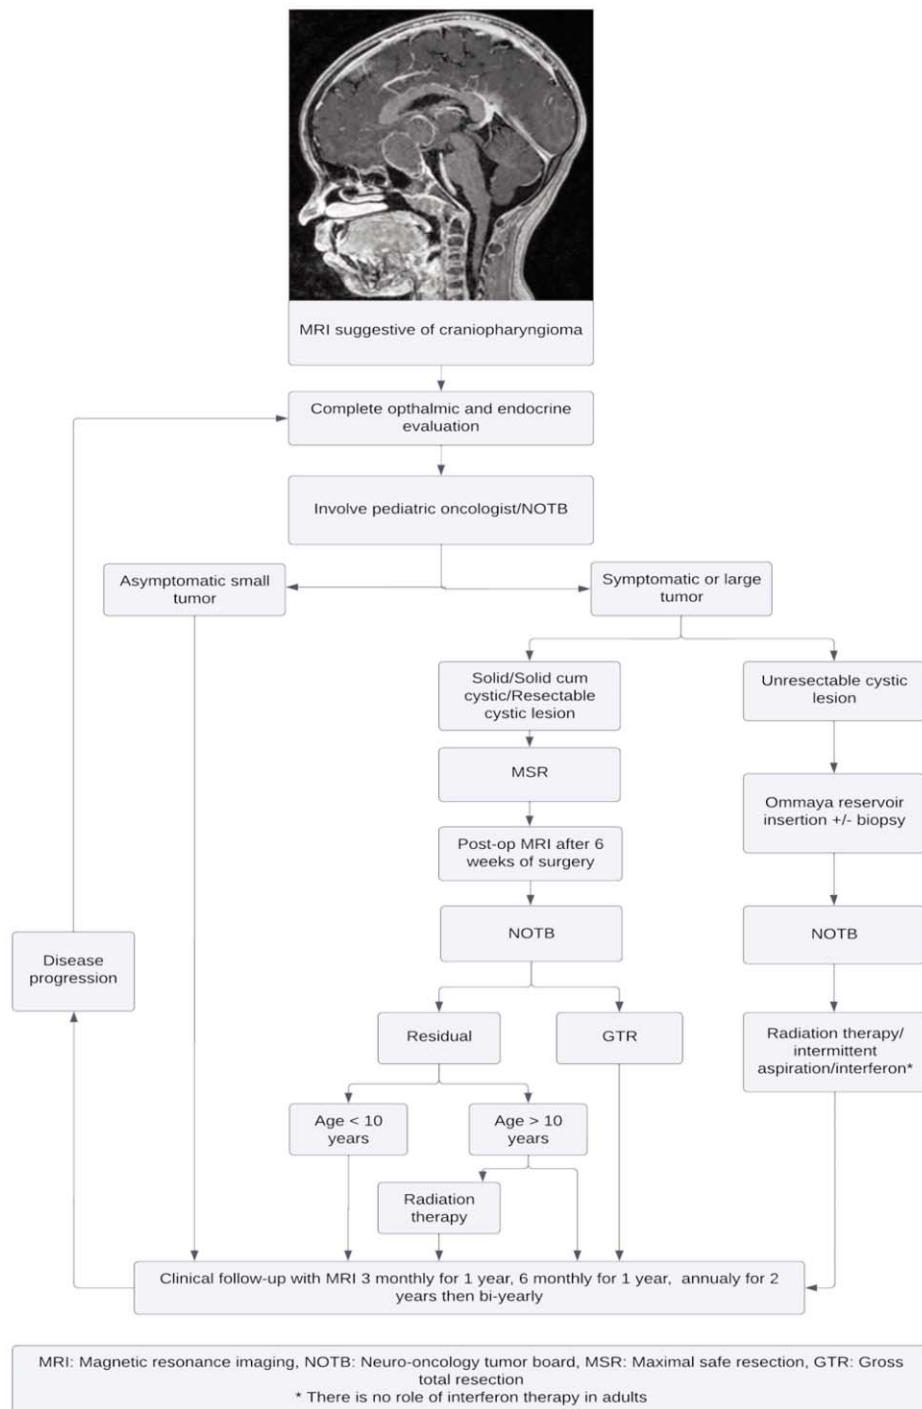 MRI suggestive of craniopharyngioma
Complete opthalmic and endocrine
evaluation
Involve pediatric oncologist/NOTB
Asymptomatic small
tumor
Symptomatic or large
tumor
Solid/Solid cum
cystic/Resectable
cystic lesion
Unresectable cystic
lesion
MSR
Ommaya reservoir
insertion +/- biopsy
Post-op MRI after 6
weeks of surgery
NOTB
NOTB
Disease
progression
Residual
GTR
Radiation therapy/
intermittent
aspiration/interferon*
Age < 10
years
Age > 10
years
Radiation
therapy
Clinical follow-up with MRI 3 monthly for 1 year, 6 monthly for 1 year, annualy for 2
years then bi-yearly
MRI: Magnetic resonance imaging, NOTB: Neuro-oncology tumor board, MSR: Maximal safe resection, GTR: Gross
total resection
* There is no role of interferon therapy in adults